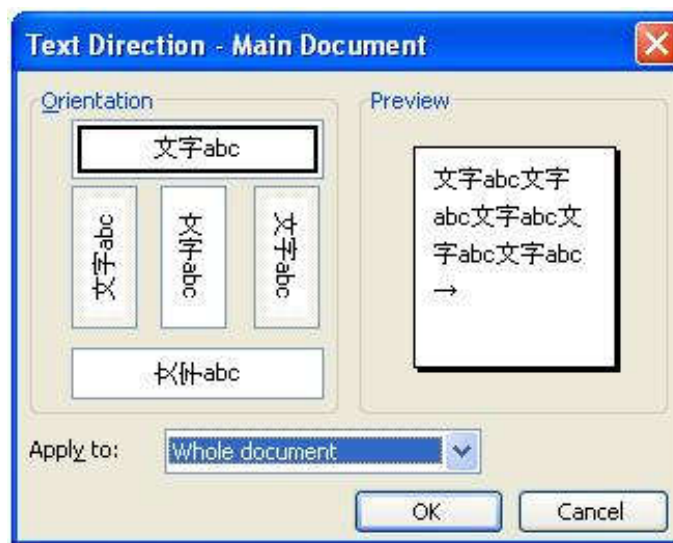 Text Direction - Main Document
Orientation
文字abc
文字abc
文字abc
文字abc
文字abc
Preview
文字abc文字
abc文字abc文
字abc文字abc
→
Apply to:
Whole document
OK
Cancel